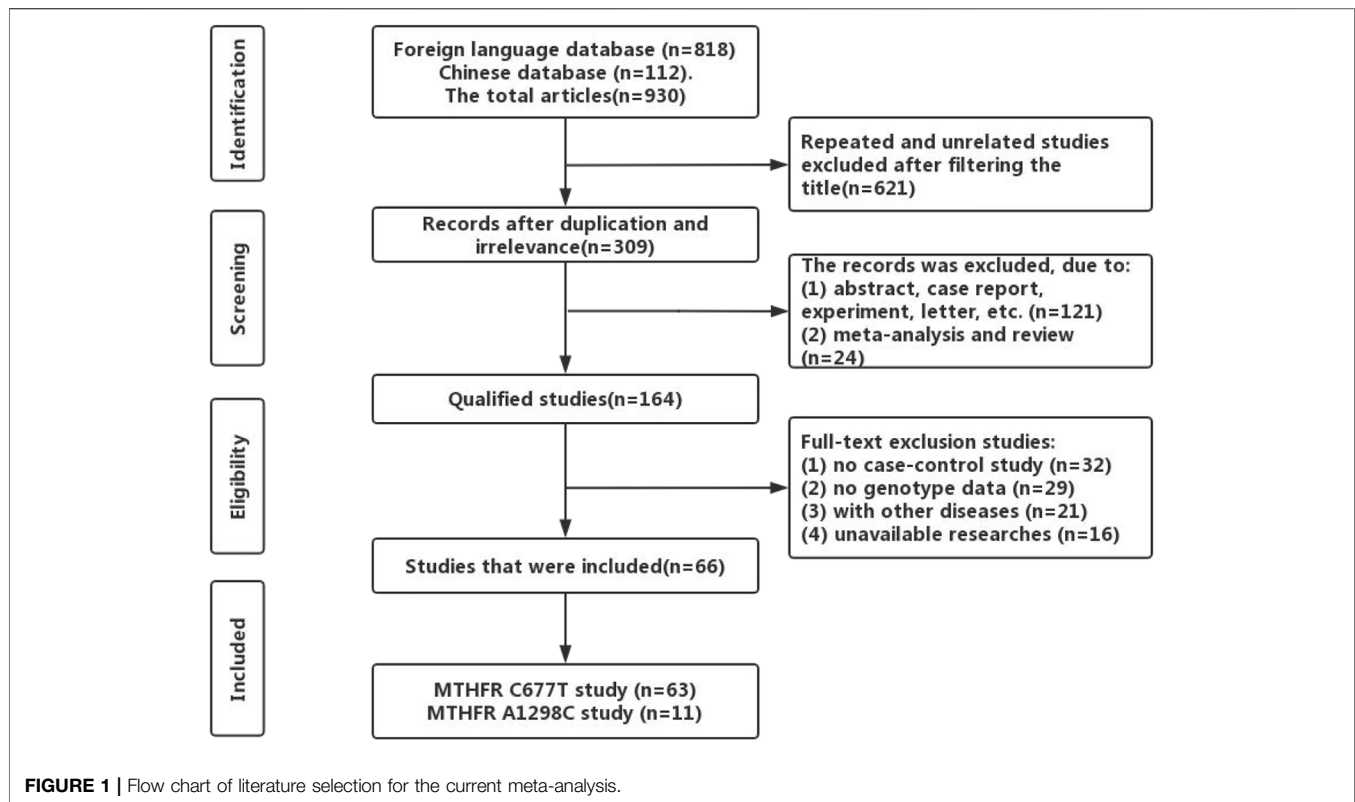 Identification
Foreign language database (n=818)
Chinese database (n=112).
The total articles(n=930)
Repeated and unrelated studies
excluded after filtering the
title(n=621)
Screening
Records after duplication and
irrelevance(n=309)
The records was excluded, due to:
(1) abstract, case report,
experiment, letter, etc. (n=121)
(2) meta-analysis and review
(n=24)
Eligibility
Qualified studies(n=164)
Full-text exclusion studies:
(1) no case-control study (n=32)
(2) no genotype data (n=29)
(3) with other diseases (n=21)
(4) unavailable researches (n=16)
Studies that were included(n=66)
Included
MTHFR C677T study (n=63)
MTHFR A1298C study (n=11)
FIGURE 1 | Flow chart of literature selection for the current meta-analysis.